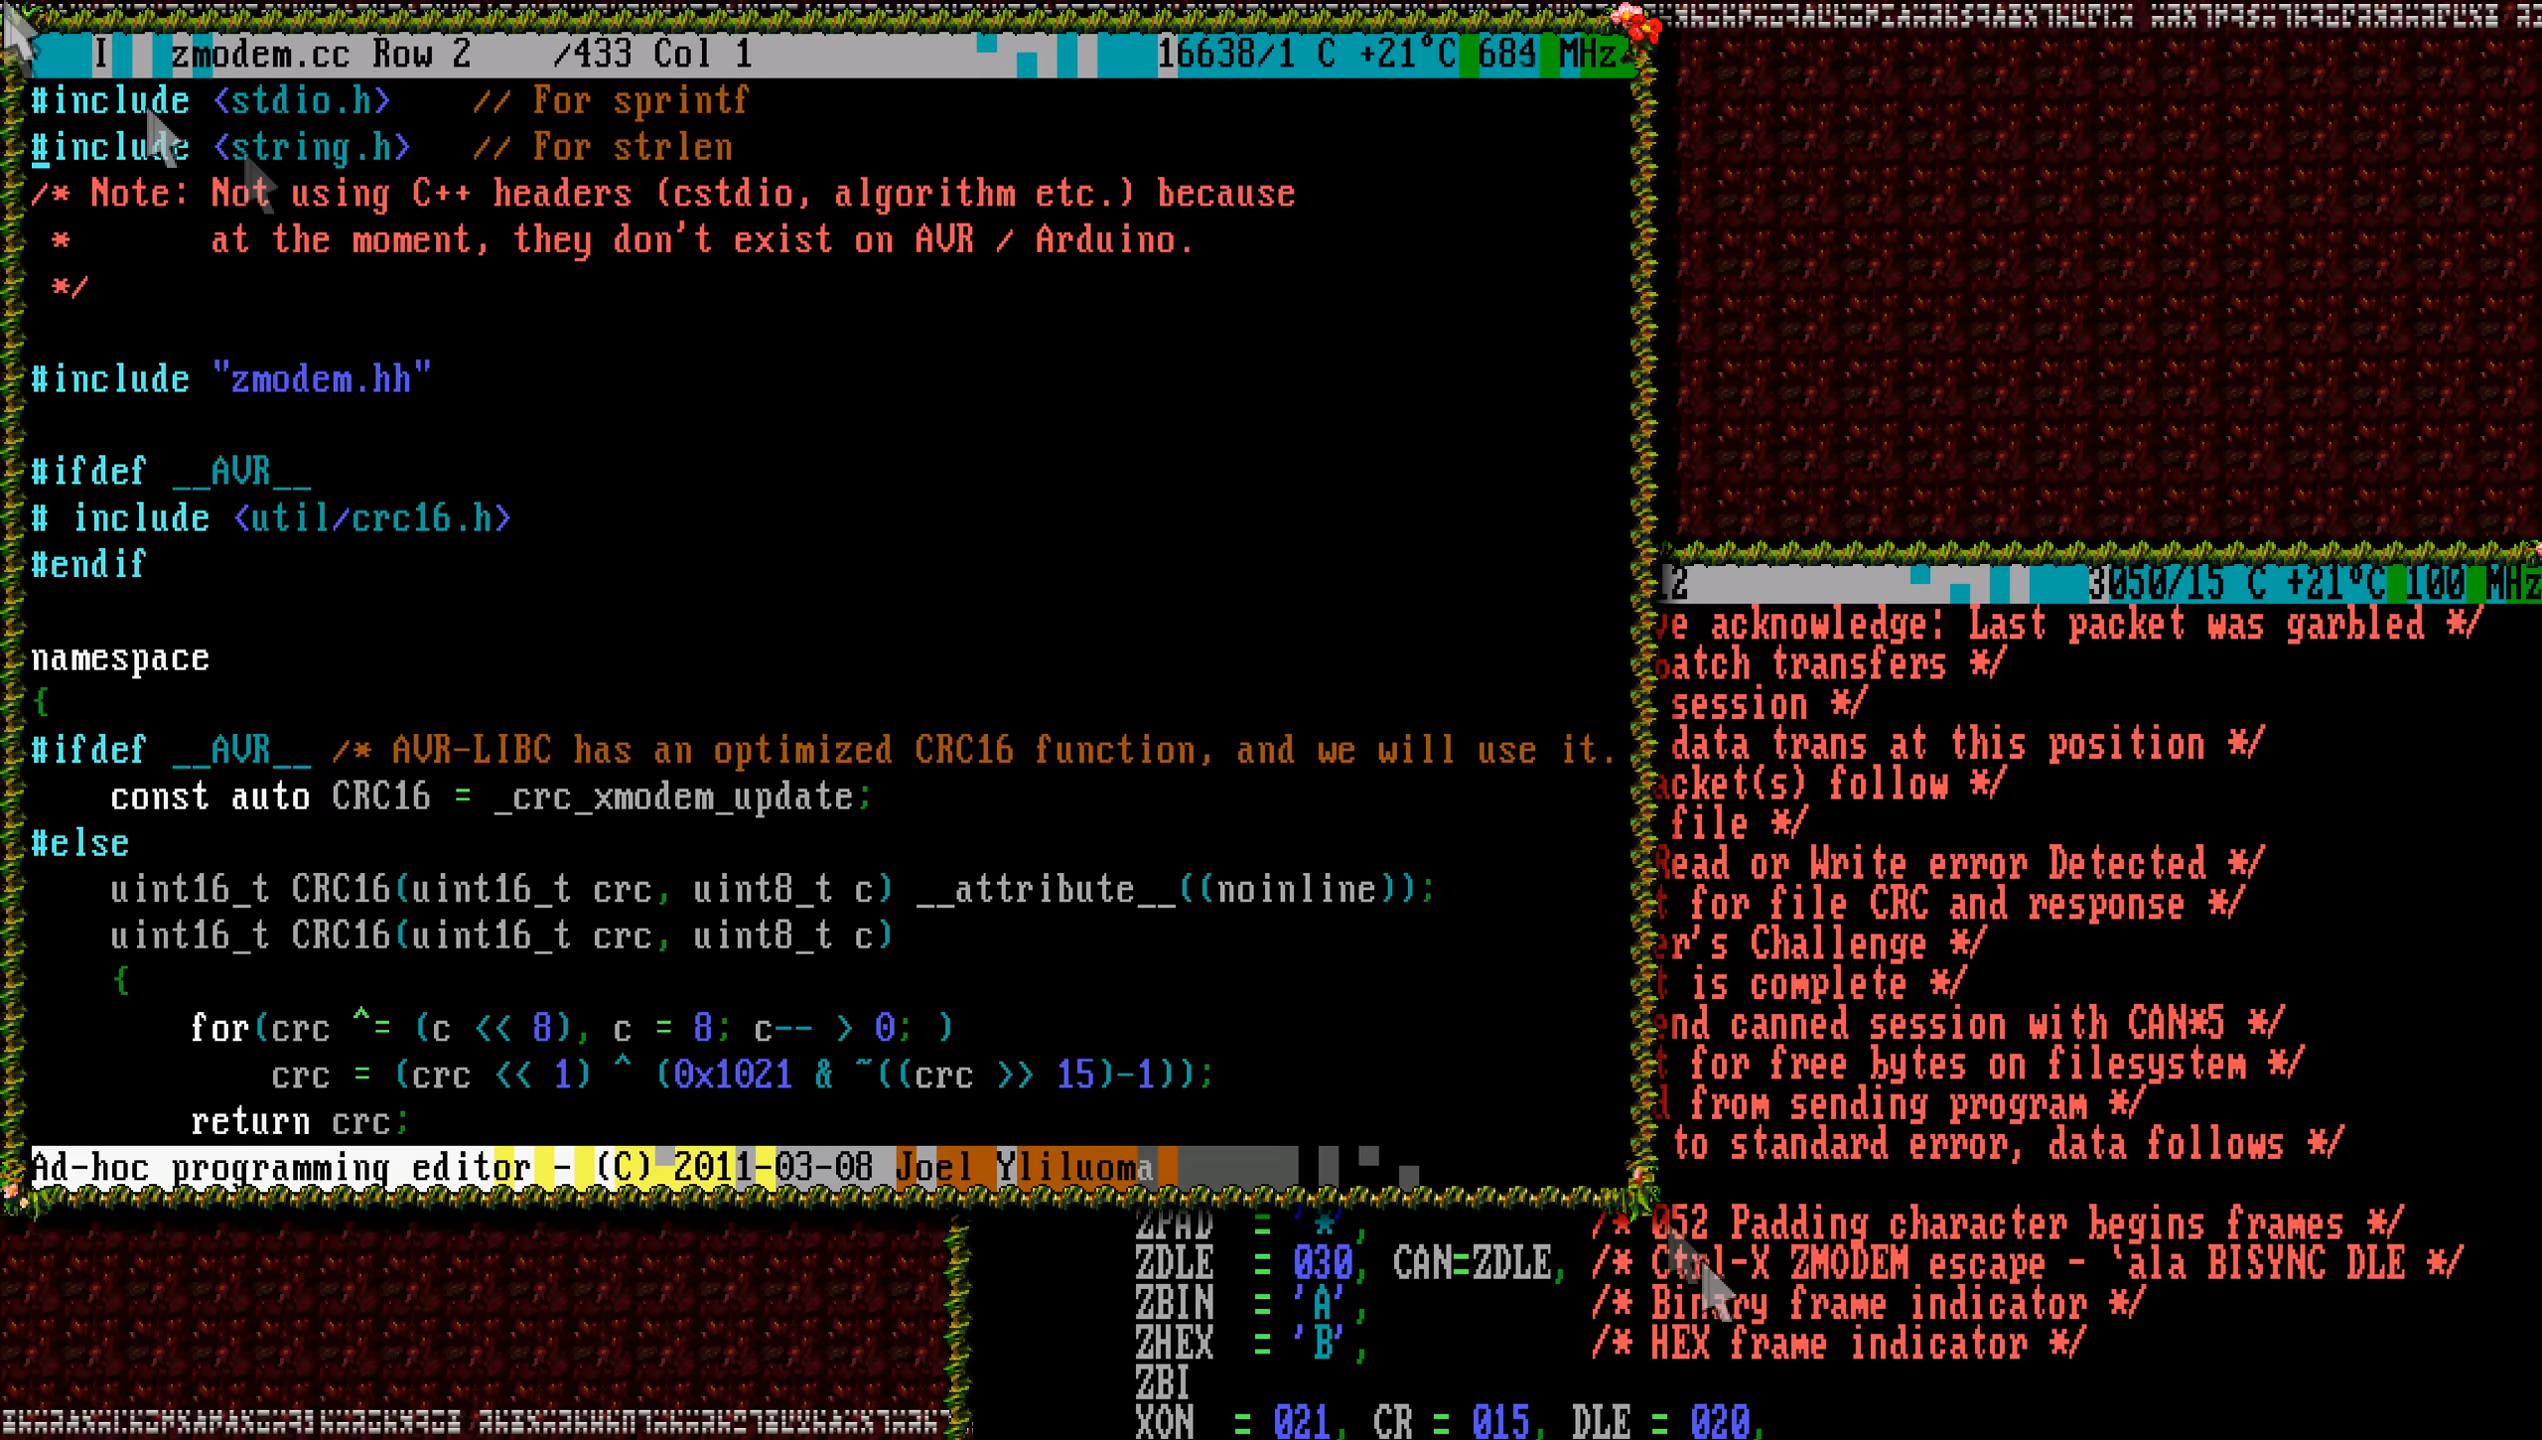 I zmodem.cc Row 2 /433 Col 1 16638/1 C +21°C 684 MHz
#include <stdio.h> // For sprintf
#include <string.h> // For strlen
/* Note: Not using C++ headers (cstdio, algorithm etc.) because
* at the moment, they don't exist on AVR / Arduino.
*/
#include "zmodem.hh"
#ifdef __AVR__
# include <util/crc16.h>
#endif
namespace
{
#ifdef __AVR__ /* AVR-LIBC has an optimized CRC16 function, and we will use it.
const auto CRC16 = _crc_xmodem_update;
#else
uint16_t CRC16(uint16_t crc, uint8_t c) __attribute__((noinline));
uint16_t CRC16(uint16_t crc, uint8_t c)
{
for(crc ^= (c << 8), c = 8; c-- > 0; )
crc = (crc << 1) ^ (0x1021 & ~((crc >> 15)-1));
return crc;
Ad-hoc programming editor - (C) 2011-03-08 Joel Yliluoma
12 3050/15 C +21°C 100 MHz
ve acknowledge: Last packet was garbled */
batch transfers */
session */
data trans at this position */
acket(s) follow */
file */
Read or Write error Detected */
t for file CRC and response */
er's Challenge */
t is complete */
end canned session with CAN*5 */
t for free bytes on filesystem */
d from sending program */
to standard error, data follows */
ZPAD = '*', /* 052 Padding character begins frames */
ZDLE = 030, CAN=ZDLE, /* Ctrl-X ZMODEM escape - `ala BISYNC DLE */
ZBIN = 'A', /* Binary frame indicator */
ZHEX = 'B', /* HEX frame indicator */
ZBI
XON = 021, CR = 015, DLE = 020,